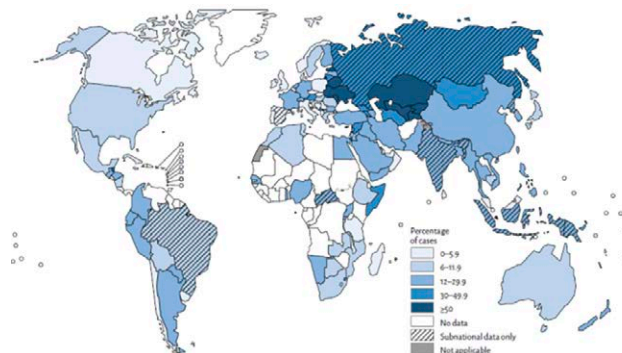 Percentage
of cases
0–5.9
6–11.9
12–29.9
30–49.9
≥50
No data
Subnational data only
Not applicable